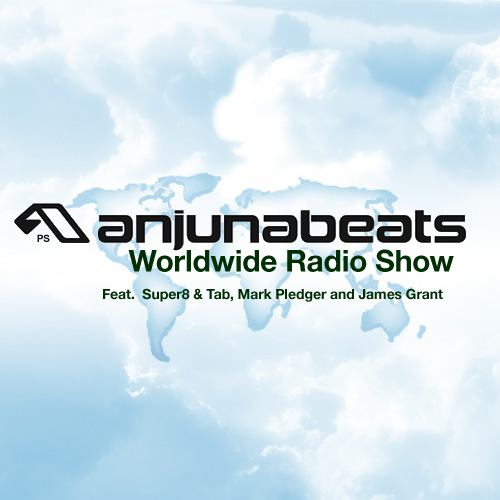 anjunabeats
PS
Worldwide Radio Show
Feat. Super8 & Tab, Mark Pledger and James Grant